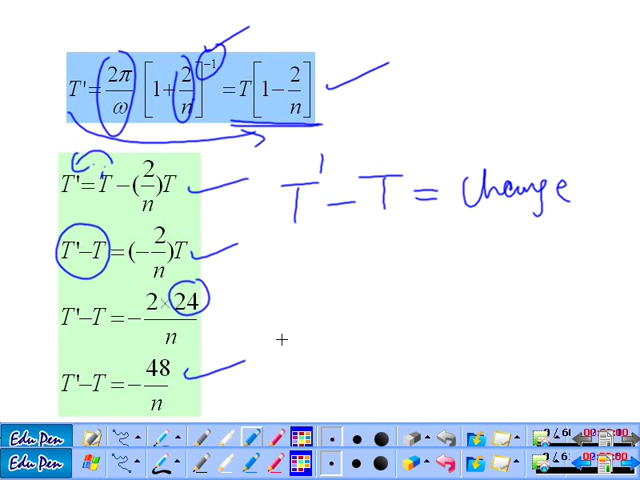 T' = 2π/ω [1+2/n]⁻¹ = T[1−2/n]
T' = T −(2/n)T
T' − T = change
T'−T = (−2/n)T
T'−T = −2×24/n
T'−T = −48/n
Edu Pen
Edu Pen